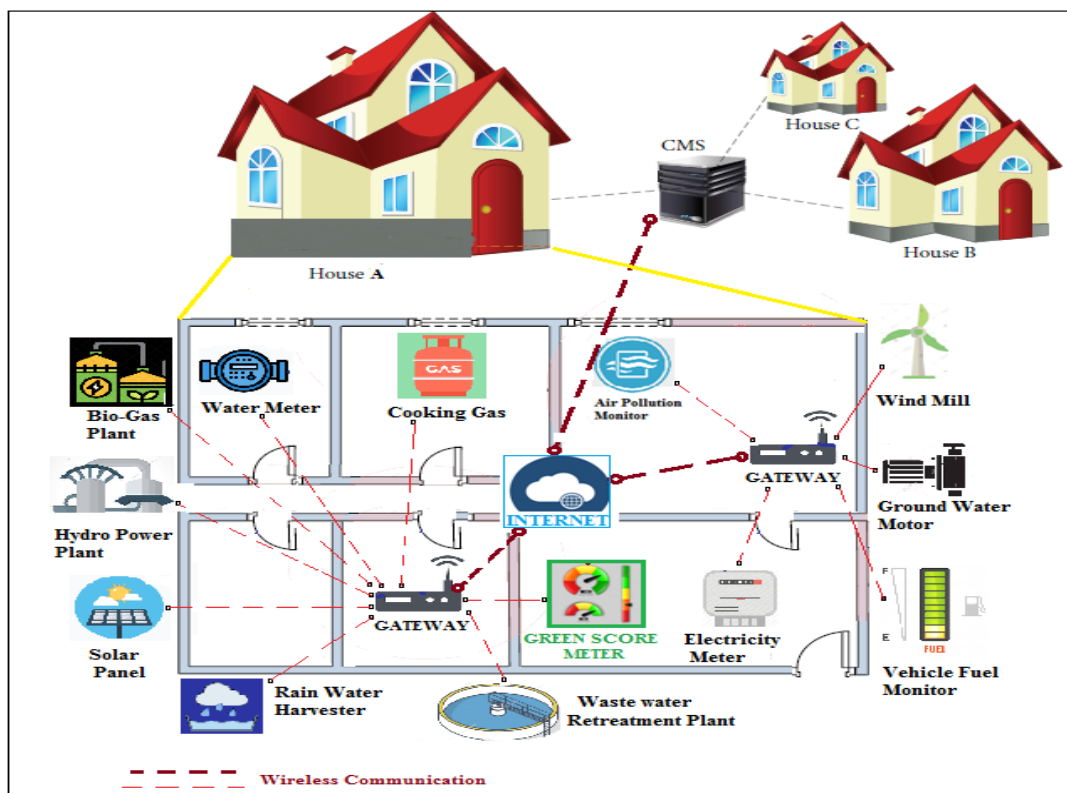 House C
CMS
House B
House A
Bio-Gas
Plant
Water Meter
GAS
Cooking Gas
Air Pollution
Monitor
Wind Mill
GATEWAY
Ground Water
Motor
Hydro Power
Plant
INTERNET
Solar
Panel
GATEWAY
GREEN SCORE
METER
Electricity
Meter
F
E
FUEL
Vehicle Fuel
Monitor
Rain Water
Harvester
Waste water
Retreatment Plant
Wireless Communication